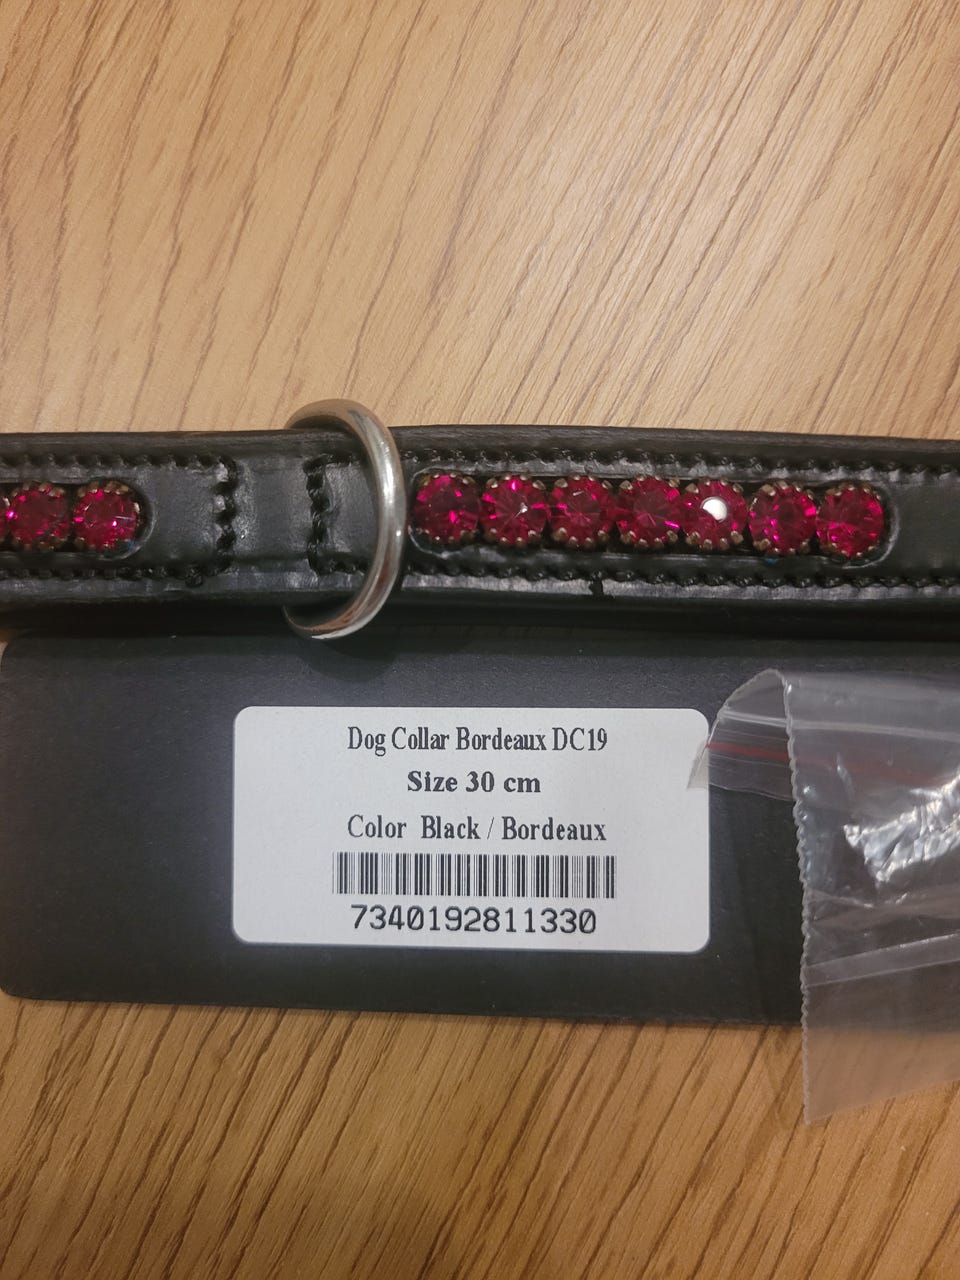 Dog Collar Bordeaux DC19
Size 30 cm
Color Black / Bordeaux
7340192811330